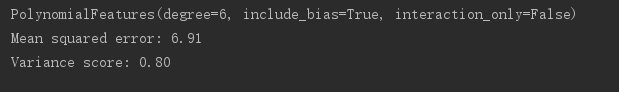 PolynomialFeatures(degree=6, include_bias=True, interaction_only=False)
Mean squared error: 6.91
Variance score: 0.80